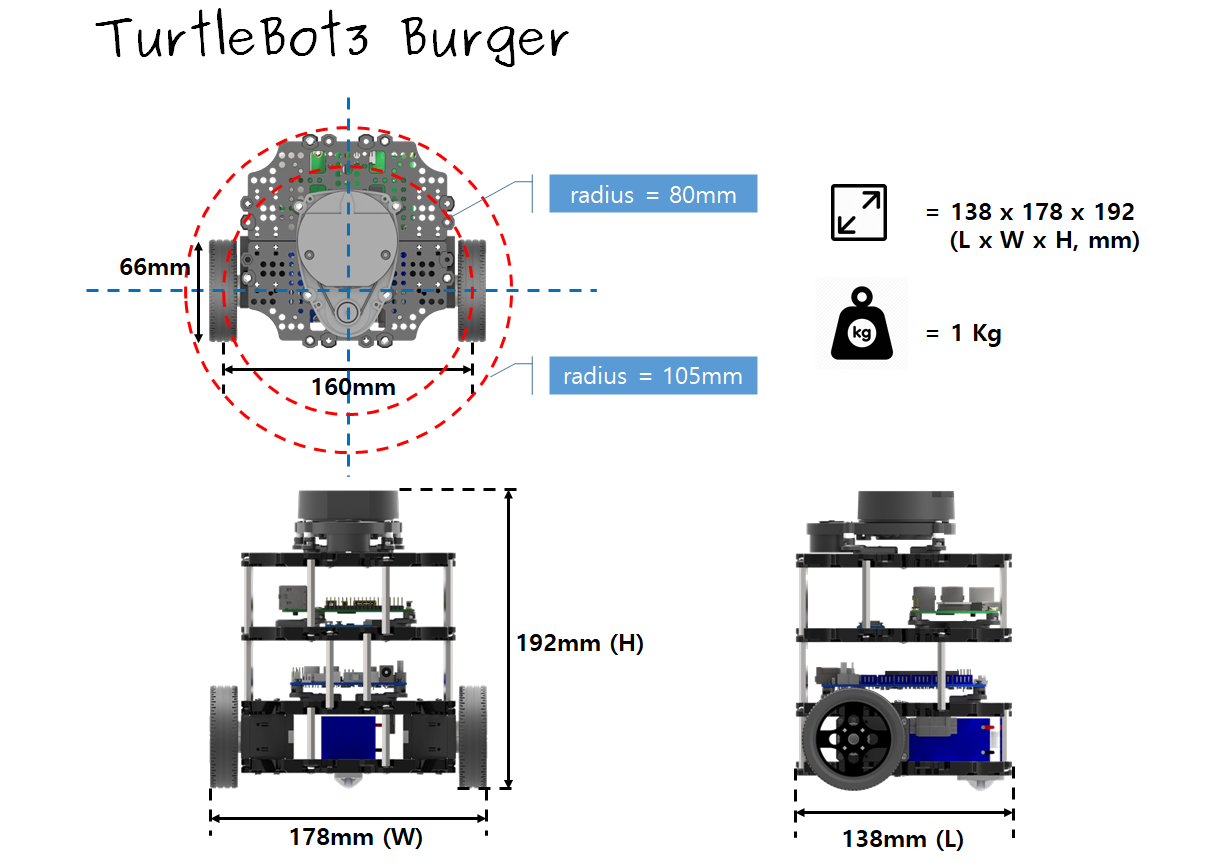 TurtleBot3 Burger
radius = 80mm
= 138 x 178 x 192
(L x W x H, mm)
66mm
kg
= 1 Kg
160mm
radius = 105mm
192mm (H)
178mm (W)
138mm (L)